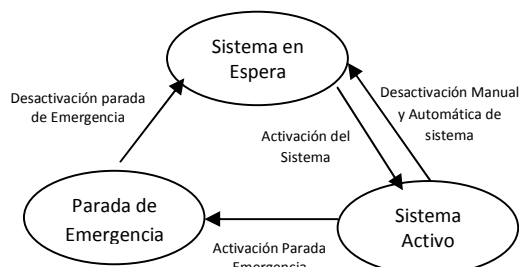 Sistema en
Espera
Desactivación parada
de Emergencia
Desactivación Manual
y Automática de
sistema
Activación del
Sistema
Parada de
Emergencia
Sistema
Activo
Activación Parada
Emergencia